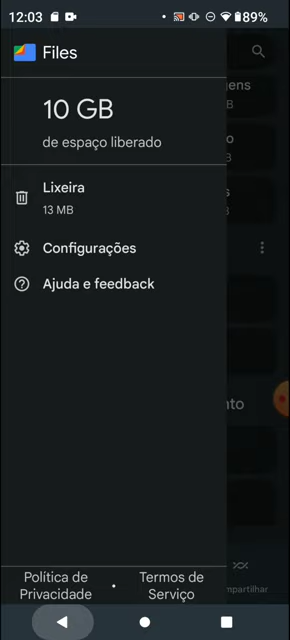 12:03
89%
Files
10 GB
de espaço liberado
Lixeira
13 MB
Configurações
Ajuda e feedback
Política de
Privacidade
•
Termos de
Serviço